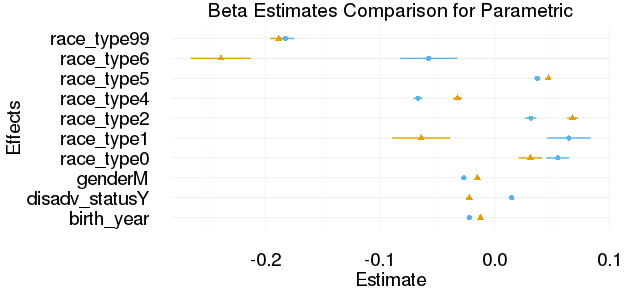 Beta Estimates Comparison for Parametric
Effects
race_type99
race_type6
race_type5
race_type4
race_type2
race_type1
race_type0
genderM
disadv_statusY
birth_year
-0.2 -0.1 0.0 0.1
Estimate